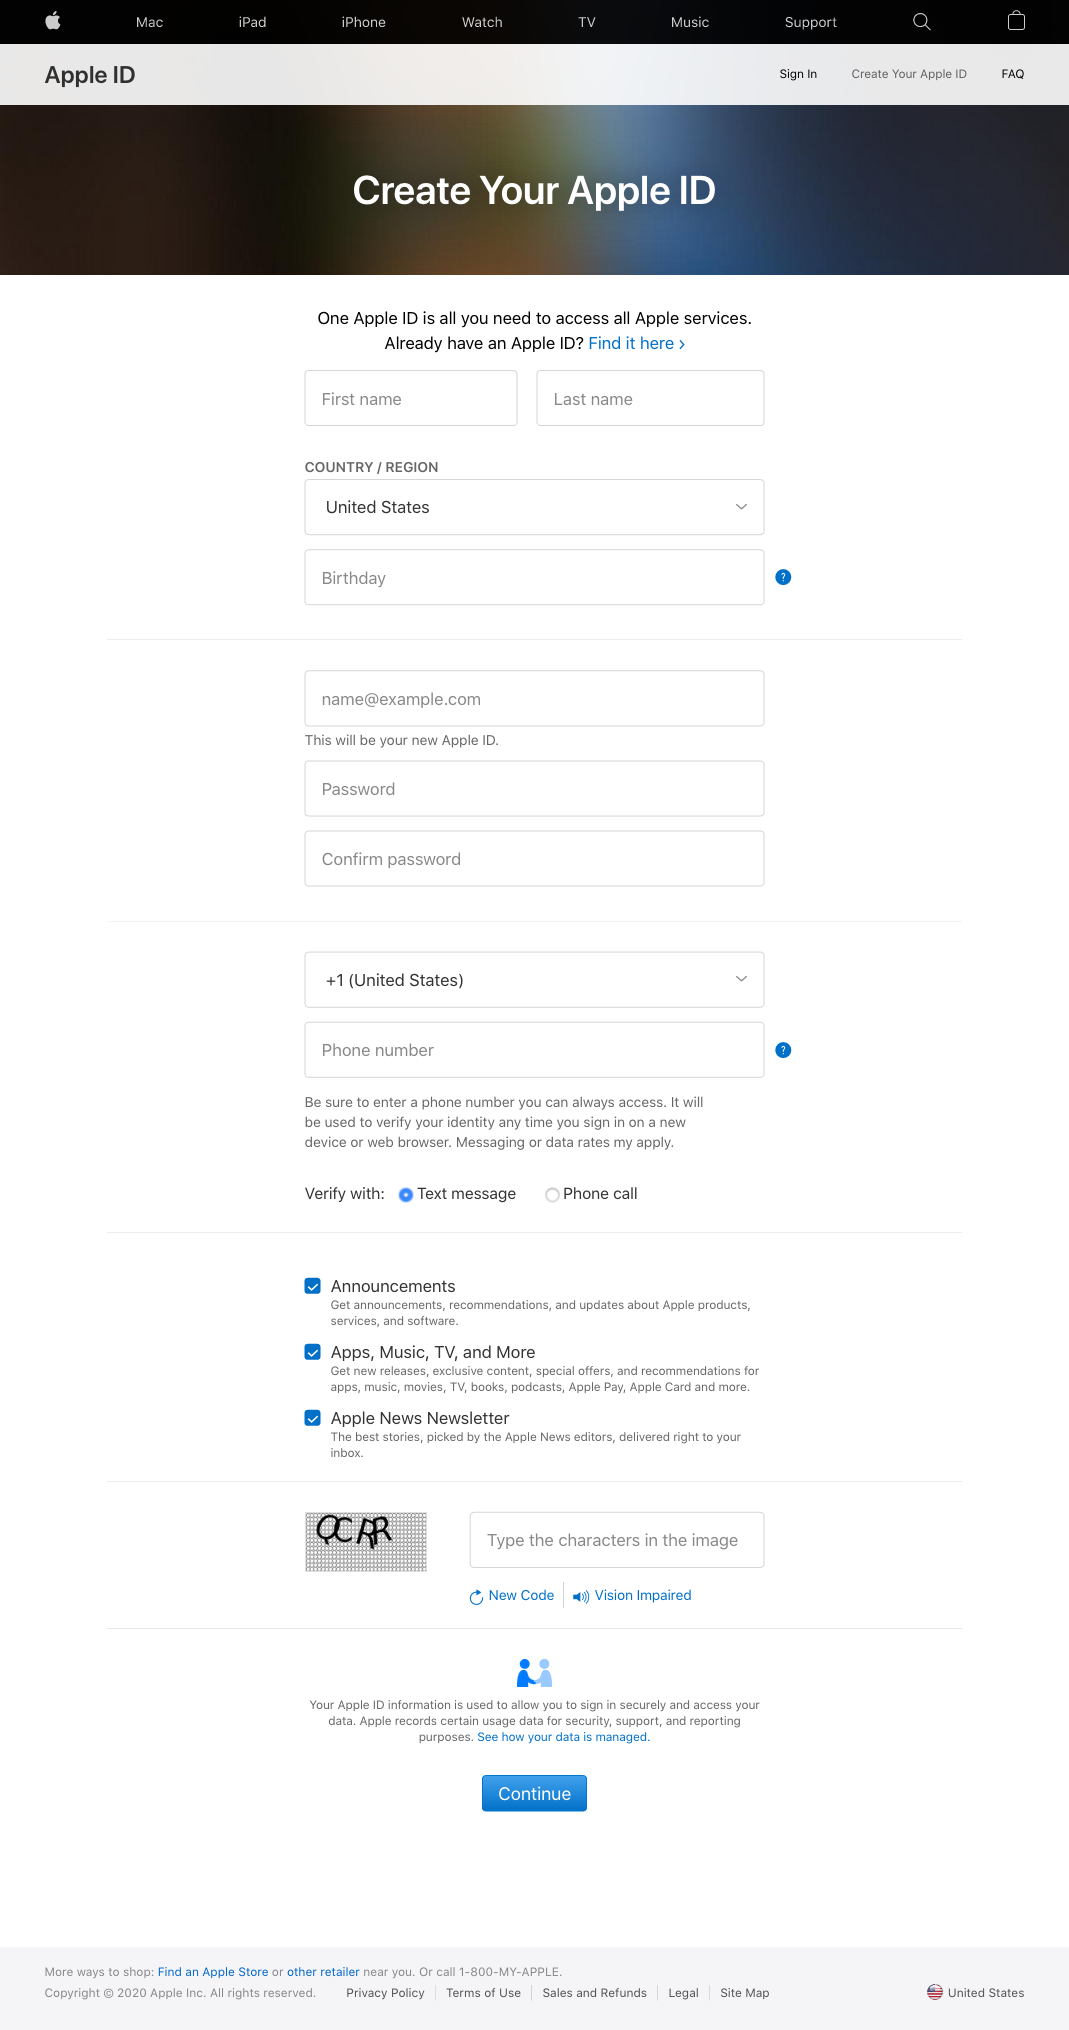 Mac iPad iPhone Watch TV Music Support
Apple ID
Sign In Create Your Apple ID FAQ
Create Your Apple ID
One Apple ID is all you need to access all Apple services.
Already have an Apple ID? Find it here ›
First name Last name
COUNTRY / REGION
United States
Birthday
?
name@example.com
This will be your new Apple ID.
Password
Confirm password
+1 (United States)
Phone number
?
Be sure to enter a phone number you can always access. It will
be used to verify your identity any time you sign in on a new
device or web browser. Messaging or data rates my apply.
Verify with: Text message Phone call
Announcements
Get announcements, recommendations, and updates about Apple products,
services, and software.
Apps, Music, TV, and More
Get new releases, exclusive content, special offers, and recommendations for
apps, music, movies, TV, books, podcasts, Apple Pay, Apple Card and more.
Apple News Newsletter
The best stories, picked by the Apple News editors, delivered right to your
inbox.
Type the characters in the image
New Code Vision Impaired
Your Apple ID information is used to allow you to sign in securely and access your
data. Apple records certain usage data for security, support, and reporting
purposes. See how your data is managed.
Continue
More ways to shop: Find an Apple Store or other retailer near you. Or call 1-800-MY-APPLE.
Copyright © 2020 Apple Inc. All rights reserved. Privacy Policy Terms of Use Sales and Refunds Legal Site Map United States